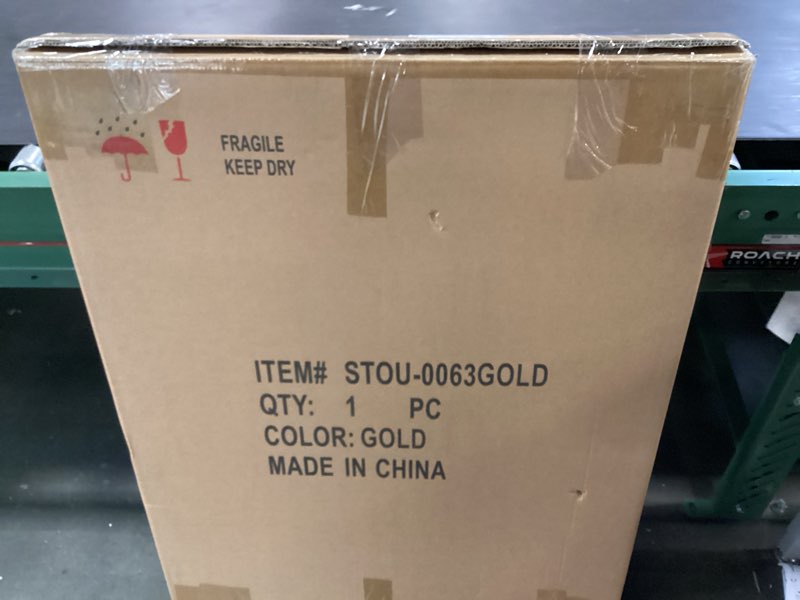 FRAGILE
KEEP DRY
ROACH
ITEM# STOU-0063GOLD
QTY: 1 PC
COLOR: GOLD
MADE IN CHINA